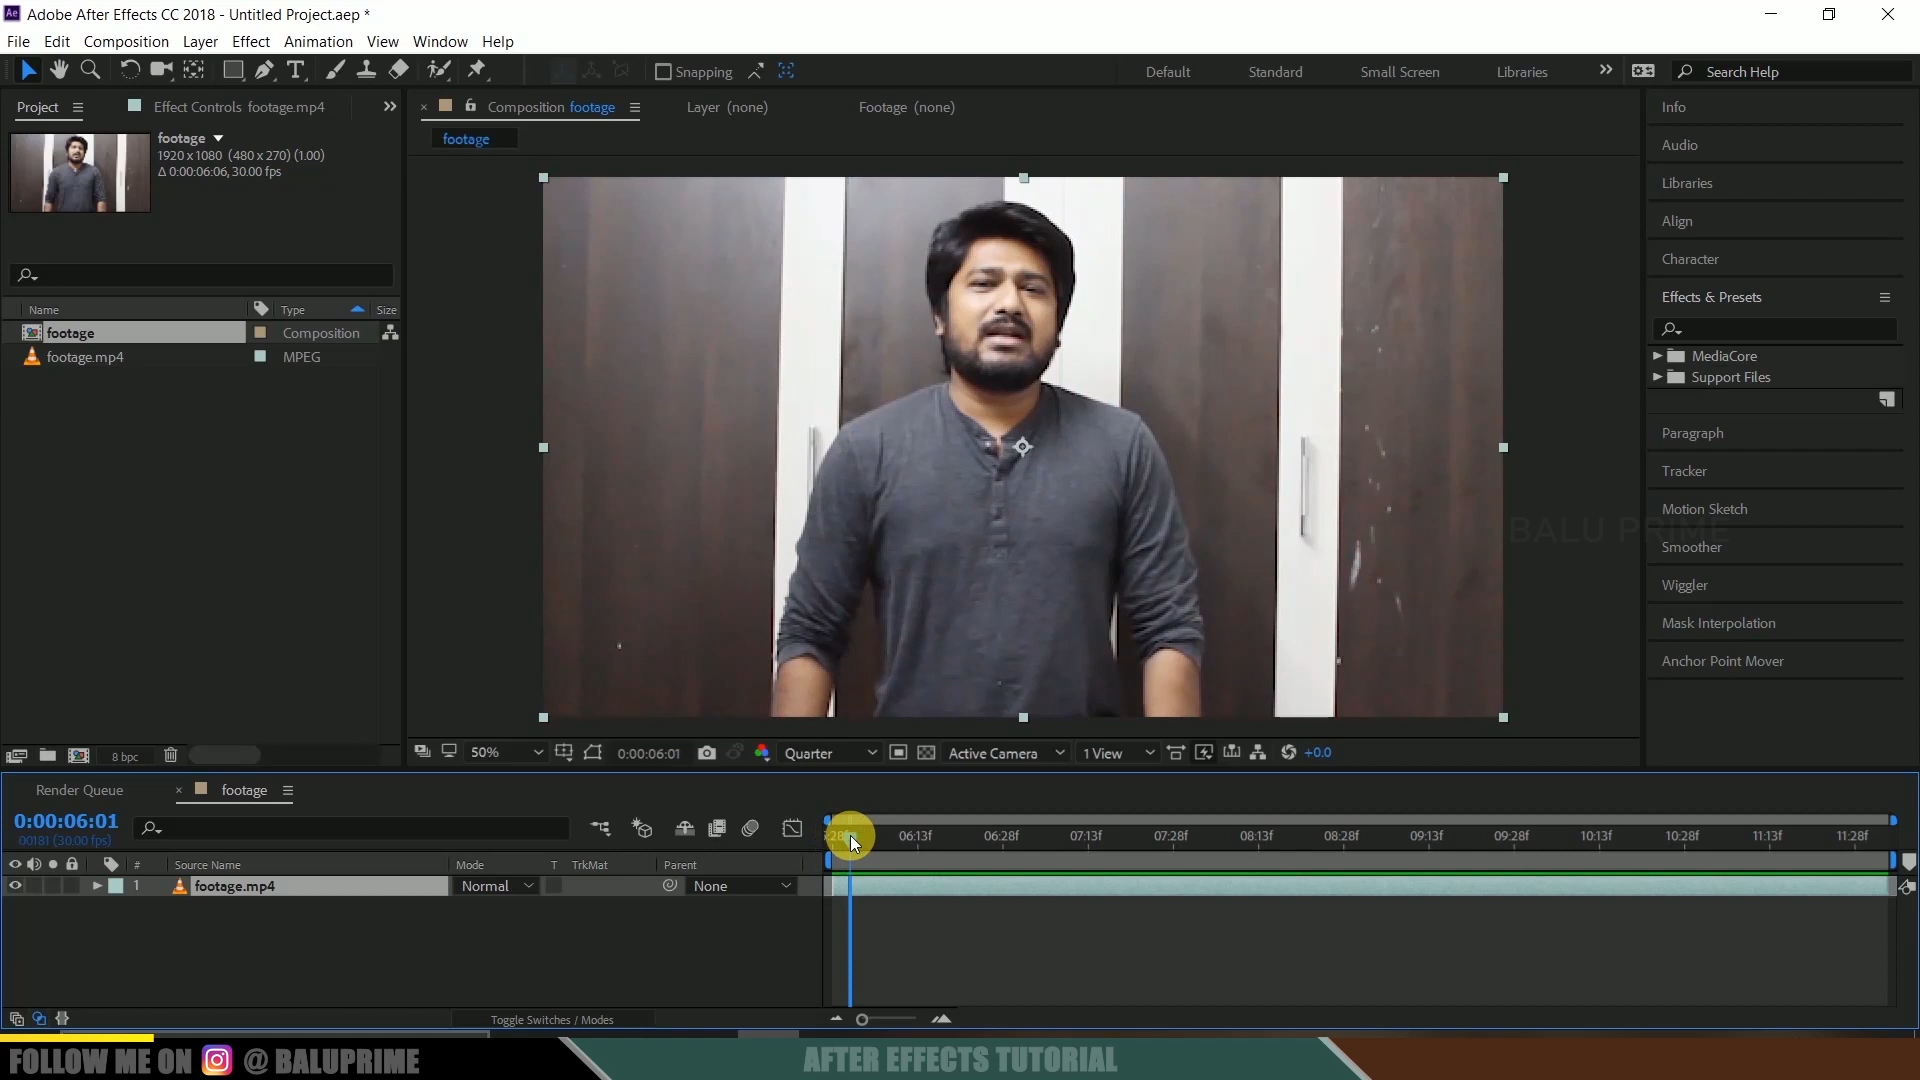 Adobe After Effects CC 2018 - Untitled Project.aep *
File Edit Composition Layer Effect Animation View Window Help
Snapping Default Standard Small Screen Libraries Search Help
Project Effect Controls footage.mp4
Composition footage Layer (none) Footage (none)
footage
footage
1920 x 1080 (480 x 270) (1.00)
Δ 0:00:06:06, 30.00 fps
Name Type Size
footage Composition
footage.mp4 MPEG
8 bpc
50% 0:00:06:01 Quarter Active Camera 1 View +0.0
Info
Audio
Libraries
Align
Character
Effects & Presets
MediaCore
Support Files
Paragraph
Tracker
Motion Sketch
BALU PRIME
Smoother
Wiggler
Mask Interpolation
Anchor Point Mover
Render Queue footage
0:00:06:01
00181 (30.00 fps)
06:13f 06:28f 07:13f 07:28f 08:13f 08:28f 09:13f 09:28f 10:13f 10:28f 11:13f 11:28f
# Source Name Mode T TrkMat Parent
1 footage.mp4 Normal None
Toggle Switches / Modes
FOLLOW ME ON @ BALUPRIME
AFTER EFFECTS TUTORIAL